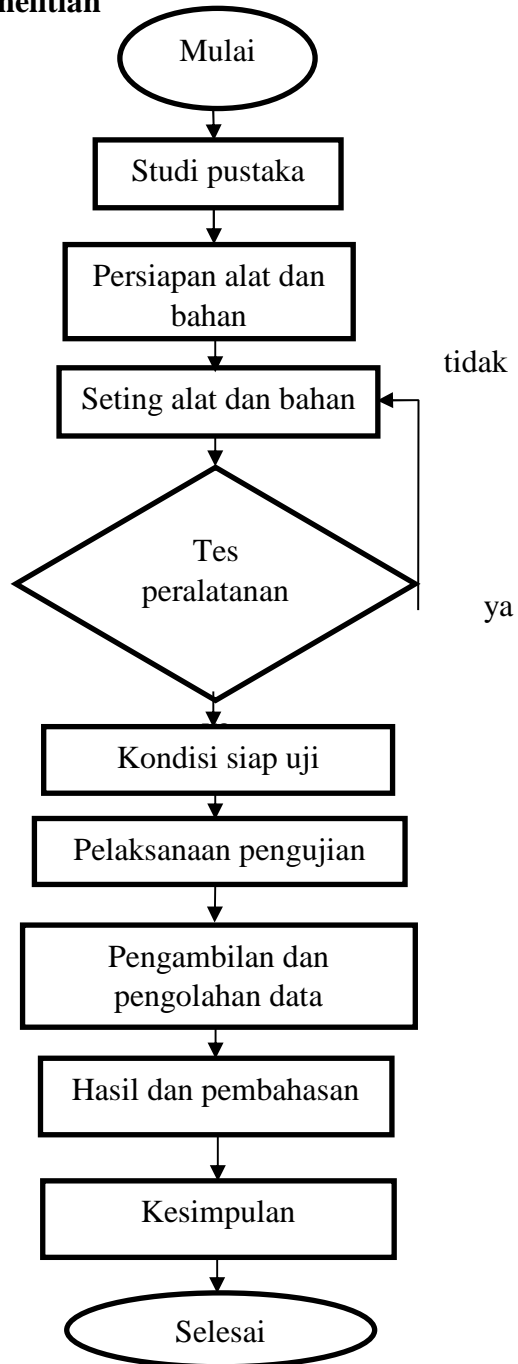 Mulai
Studi pustaka
Persiapan alat dan
bahan
tidak
Seting alat dan bahan
Tes
peralatanan
ya
Kondisi siap uji
Pelaksanaan pengujian
Pengambilan dan
pengolahan data
Hasil dan pembahasan
Kesimpulan
Selesai